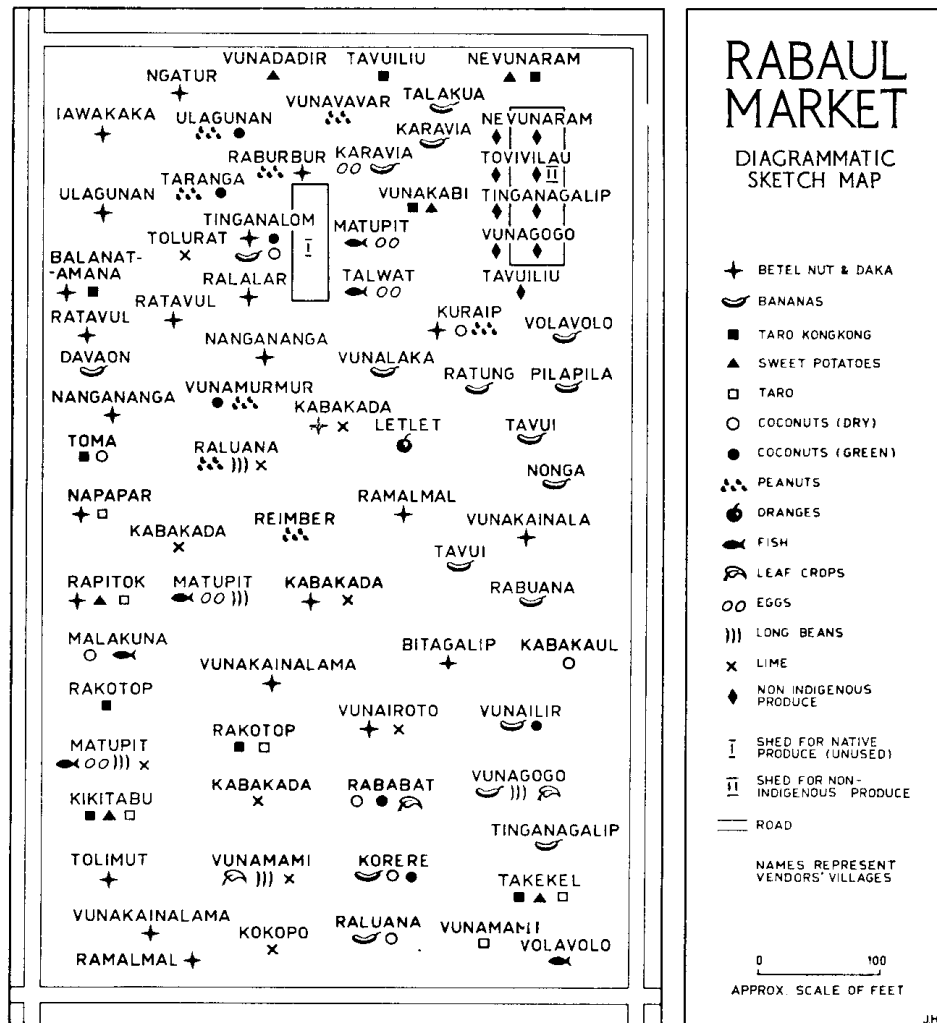 VUNADADIR
TAVUILIU
NEVUNARAM
NGATUR
TALAKUA
IAWAKAKA
ULAGUNAN
VUNAVAVAR
NEVUNARAM
KARAVIA
RABURBUR
KARAVIA
TOVIVILAU
II
TARANGA
ULAGUNAN
VUNAKABI
TINGANAGALIP
TINGANALOM
MATUPIT
TOLURAT
I
VUNAGOGO
BALANAT-
AMANA
RALALAR
TALWAT
TAVUILIU
RATAVUL
RATAVUL
KURAIP
VOLAVOLO
NANGANANGA
DAVAON
VUNALAKA
RATUNG
PILAPILA
NANGANANGA
VUNAMURMUR
KABAKADA
TOMA
RALUANA
LETLET
TAVUI
NONGA
NAPAPAR
RAMALMAL
KABAKADA
REIMBER
VUNAKAINALA
TAVUI
RAPITOK
MATUPIT
KABAKADA
RABUANA
MALAKUNA
BITAGALIP
KABAKAUL
VUNAKAINALAMA
RAKOTOP
VUNAIROTO
VUNAILIR
RAKOTOP
MATUPIT
KABAKADA
RABABAT
VUNAGOGO
KIKITABU
TINGANAGALIP
TOLIMUT
VUNAMAMI
KORERE
TAKEKEL
VUNAKAINALAMA
KOKOPO
RALUANA
VUNAMAMI
RAMALMAL
VOLAVOLO
RABAUL
MARKET
DIAGRAMMATIC
SKETCH MAP
BETEL NUT & DAKA
BANANAS
TARO KONGKONG
SWEET POTATOES
TARO
COCONUTS (DRY)
COCONUTS (GREEN)
PEANUTS
ORANGES
FISH
LEAF CROPS
EGGS
LONG BEANS
LIME
NON INDIGENOUS
PRODUCE
I SHED FOR NATIVE
PRODUCE (UNUSED)
II SHED FOR NON-
INDIGENOUS PRODUCE
ROAD
NAMES REPRESENT
VENDORS' VILLAGES
0 100
APPROX. SCALE OF FEET
J.H